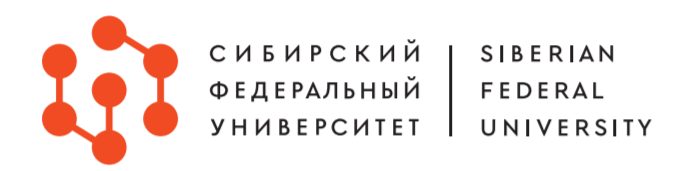 СИБИРСКИЙ
ФЕДЕРАЛЬНЫЙ
УНИВЕРСИТЕТ
SIBERIAN
FEDERAL
UNIVERSITY